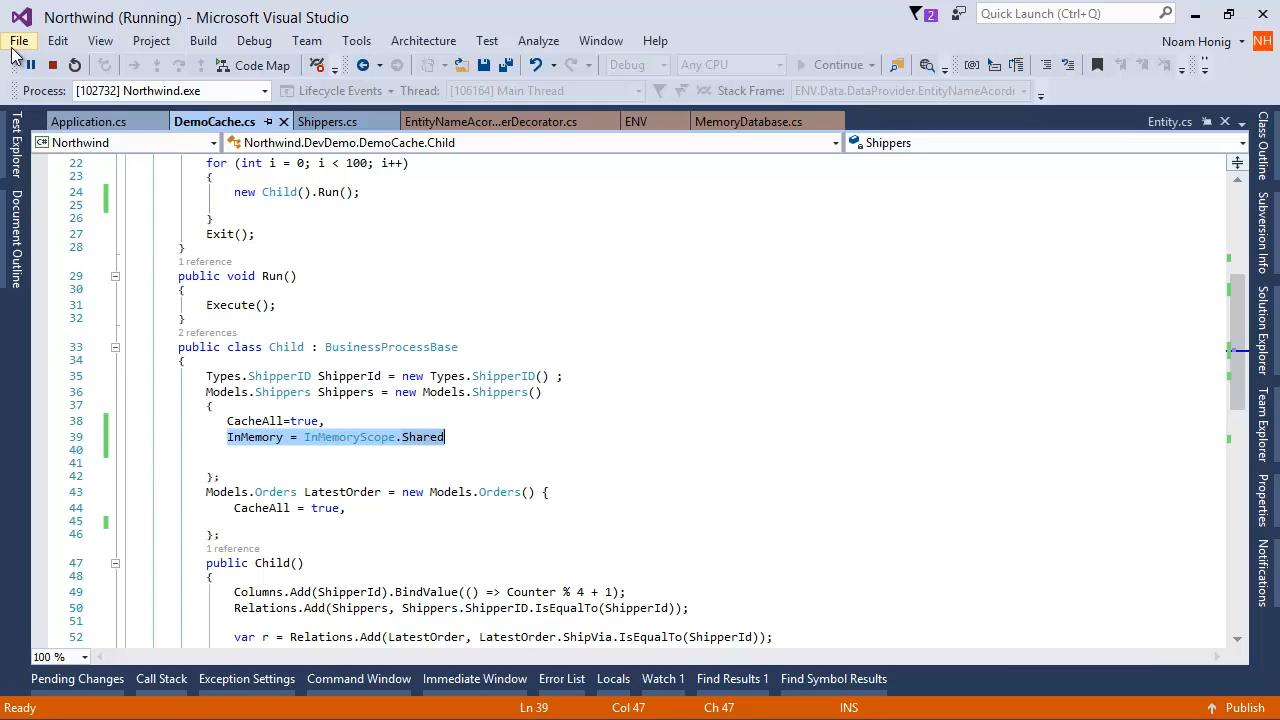 Northwind (Running) - Microsoft Visual Studio
2
Quick Launch (Ctrl+Q)
File Edit View Project Build Debug Team Tools Architecture Test Analyze Window Help
Noam Honig NH
Code Map Debug Any CPU Continue
Process: [102732] Northwind.exe Lifecycle Events Thread: [106164] Main Thread Stack Frame: ENV.Data.DataProvider.EntityNameAcordi
Application.cs DemoCache.cs Shippers.cs EntityNameAcor...erDecorator.cs ENV MemoryDatabase.cs Entity.cs
Northwind Northwind.DevDemo.DemoCache.Child Shippers
22 for (int i = 0; i < 100; i++)
23 {
24 new Child().Run();
25
26 }
27 Exit();
28 }
1 reference
29 public void Run()
30 {
31 Execute();
32 }
2 references
33 public class Child : BusinessProcessBase
34 {
35 Types.ShipperID ShipperId = new Types.ShipperID() ;
36 Models.Shippers Shippers = new Models.Shippers()
37 {
38 CacheAll=true,
39 InMemory = InMemoryScope.Shared
40
41
42 };
43 Models.Orders LatestOrder = new Models.Orders() {
44 CacheAll = true,
45
46 };
1 reference
47 public Child()
48 {
49 Columns.Add(ShipperId).BindValue(() => Counter % 4 + 1);
50 Relations.Add(Shippers, Shippers.ShipperID.IsEqualTo(ShipperId));
51
52 var r = Relations.Add(LatestOrder, LatestOrder.ShipVia.IsEqualTo(ShipperId));
100 %
Test Explorer
Document Outline
Class Outline
Subversion Info
Solution Explorer
Team Explorer
Properties
Notifications
Pending Changes Call Stack Exception Settings Command Window Immediate Window Error List Locals Watch 1 Find Results 1 Find Symbol Results
Ready Ln 39 Col 47 Ch 47 INS Publish